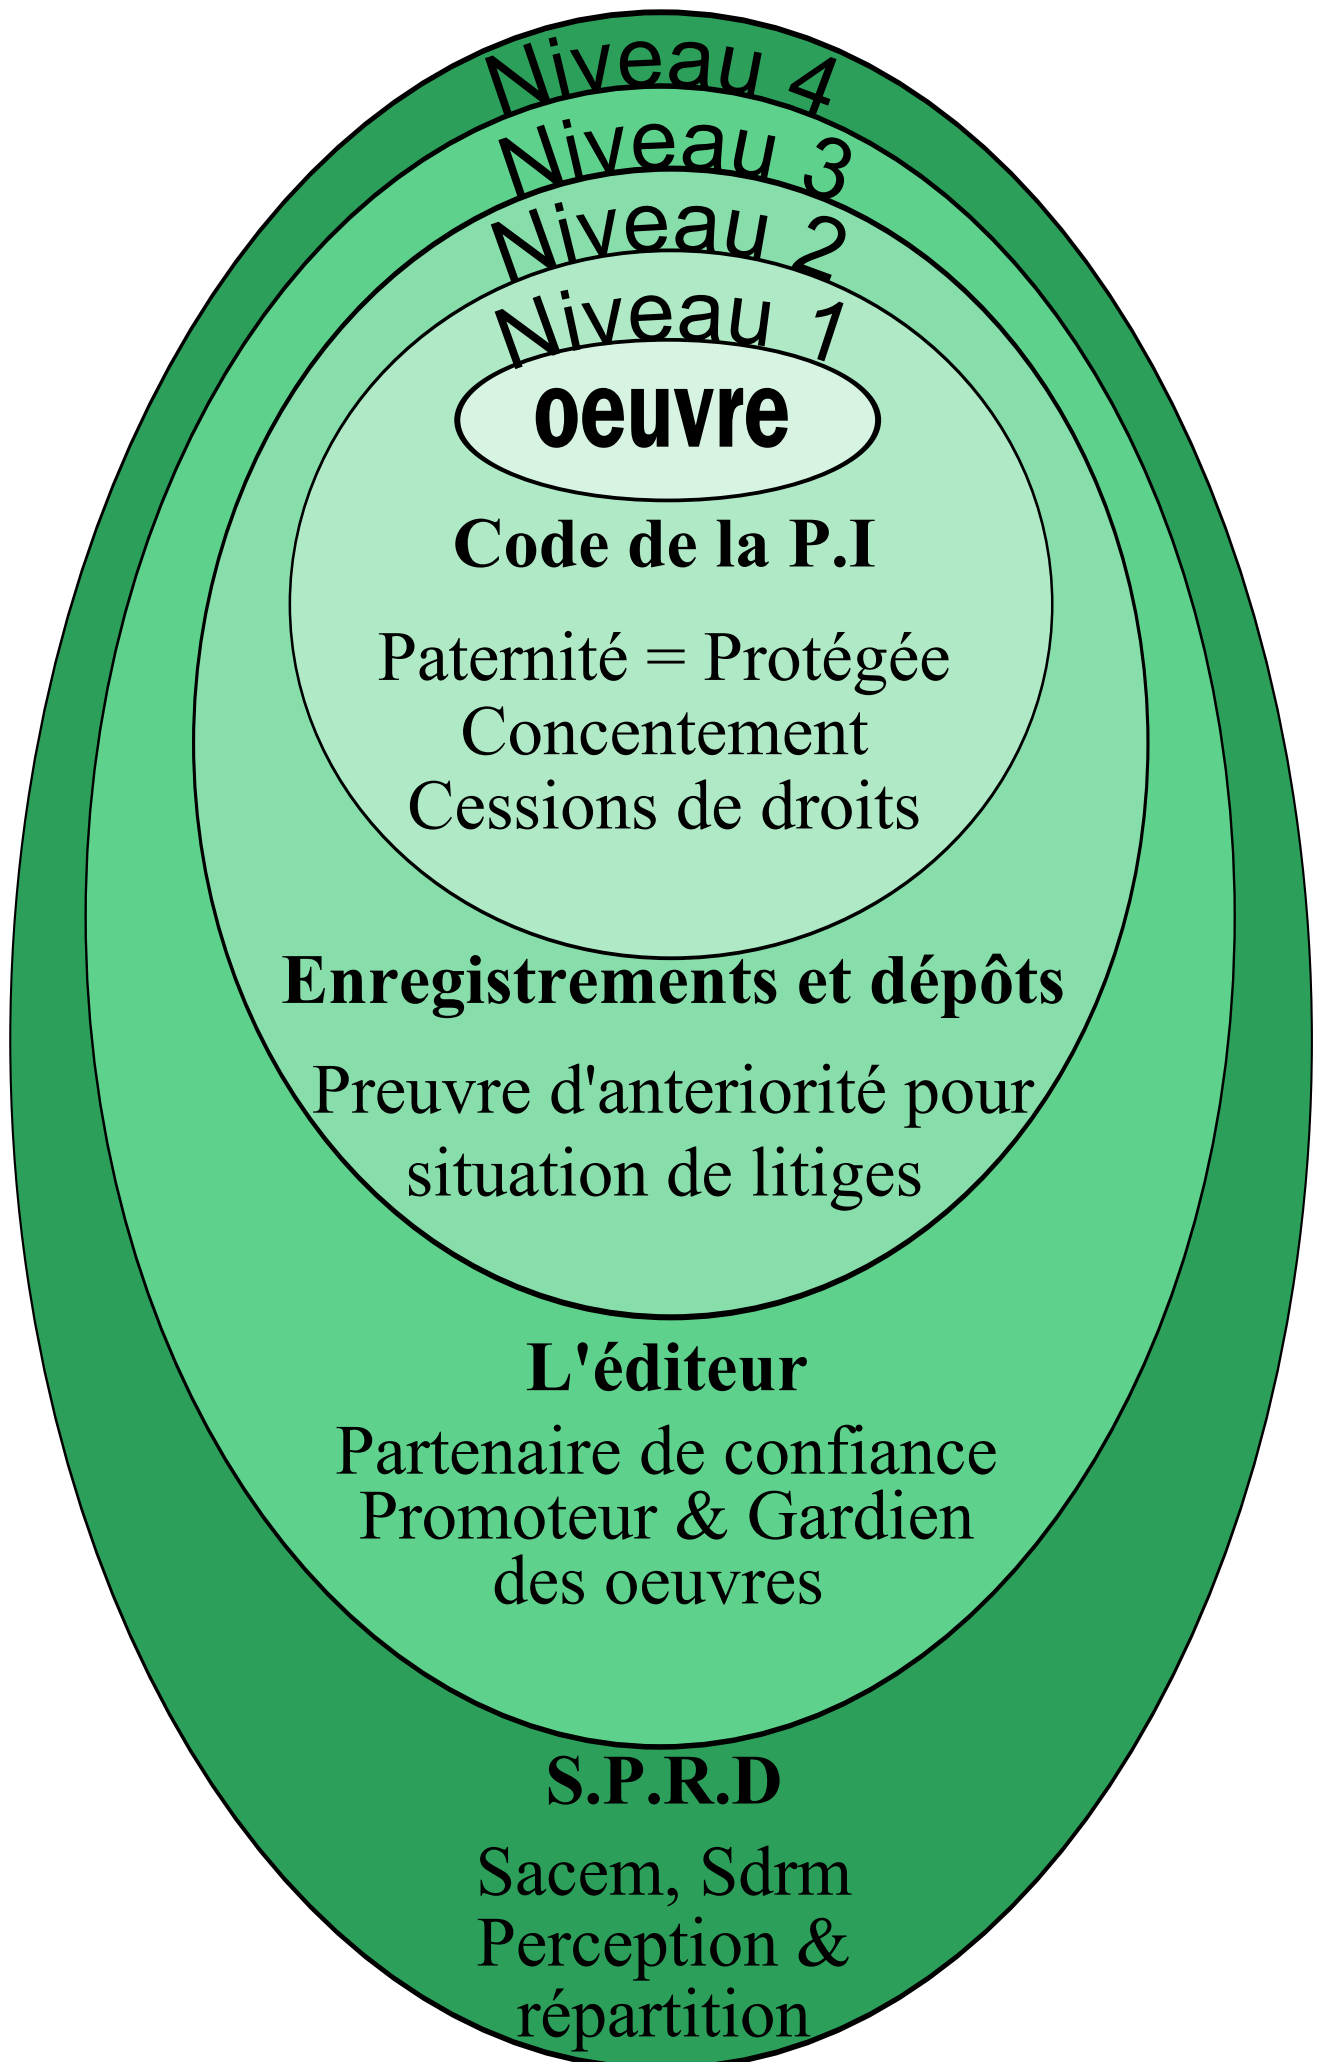 Niveau 4
Niveau 3
Niveau 2
Niveau 1
oeuvre
Code de la P.I
Paternité = Protégée
Concentement
Cessions de droits
Enregistrements et dépôts
Preuvre d'anteriorité pour
situation de litiges
L'éditeur
Partenaire de confiance
Promoteur & Gardien
des oeuvres
S.P.R.D
Sacem, Sdrm
Perception &
répartition